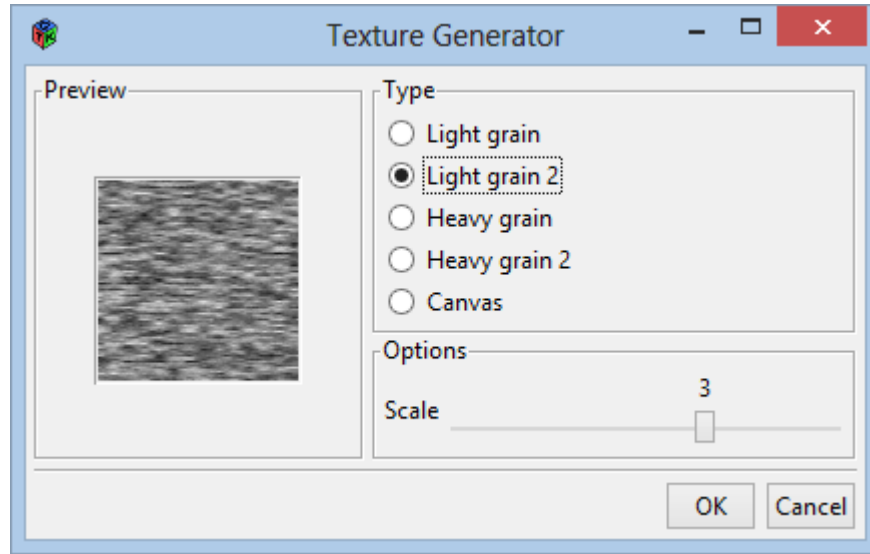 Texture Generator
Preview
Type
Light grain
Light grain 2
Heavy grain
Heavy grain 2
Canvas
Options
3
Scale
OK Cancel